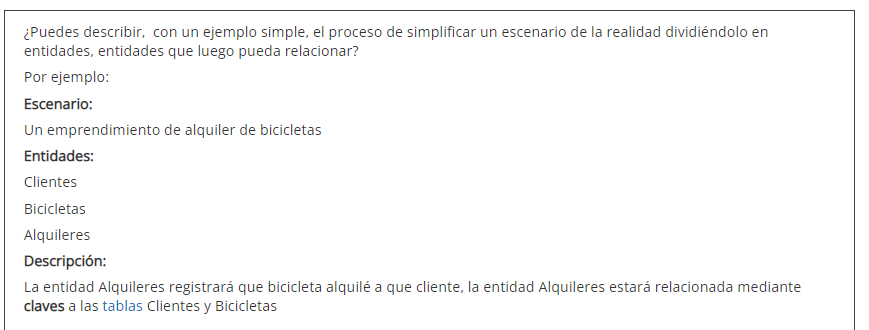 ¿Puedes describir,  con un ejemplo simple, el proceso de simplificar un escenario de la realidad dividiéndolo en
entidades, entidades que luego pueda relacionar?
Por ejemplo:
Escenario:
Un emprendimiento de alquiler de bicicletas
Entidades:
Clientes
Bicicletas
Alquileres
Descripción:
La entidad Alquileres registrará que bicicleta alquilé a que cliente, la entidad Alquileres estará relacionada mediante
claves a las tablas Clientes y Bicicletas